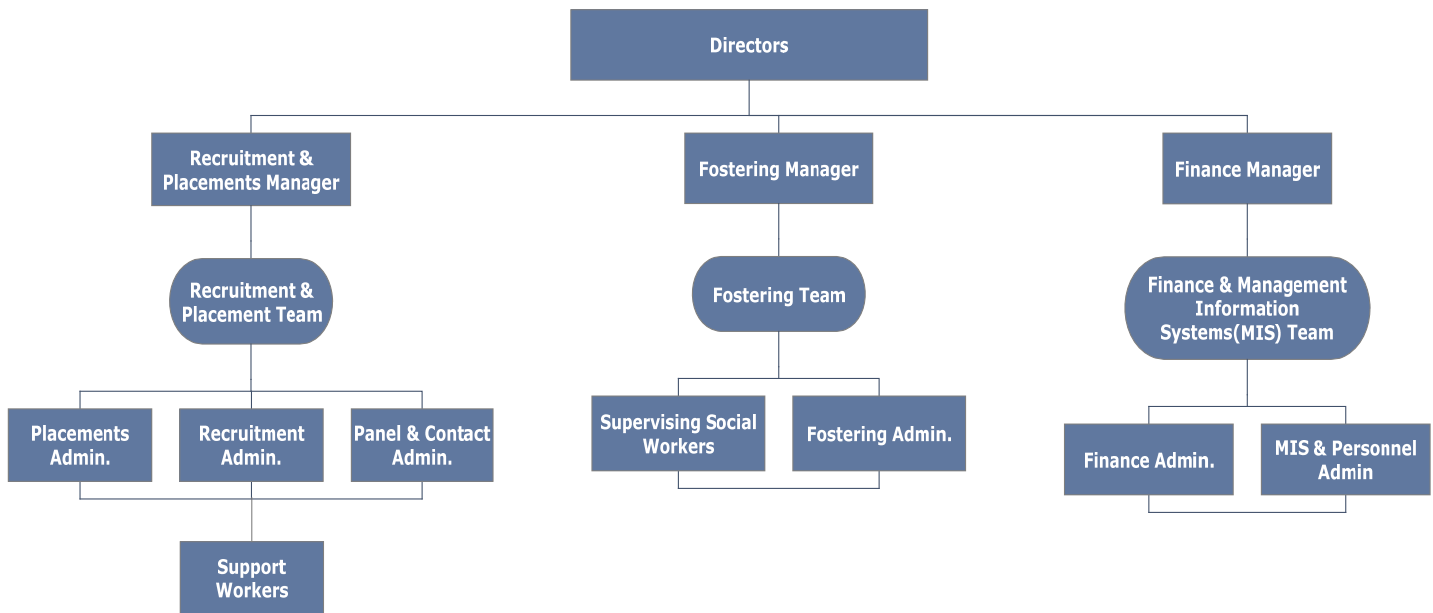 Directors
Recruitment &
Placements Manager
Fostering Manager
Finance Manager
Recruitment &
Placement Team
Fostering Team
Finance & Management
Information
Systems(MIS) Team
Placements
Admin.
Recruitment
Admin.
Panel & Contact
Admin.
Supervising Social
Workers
Fostering Admin.
Finance Admin.
MIS & Personnel
Admin
Support
Workers